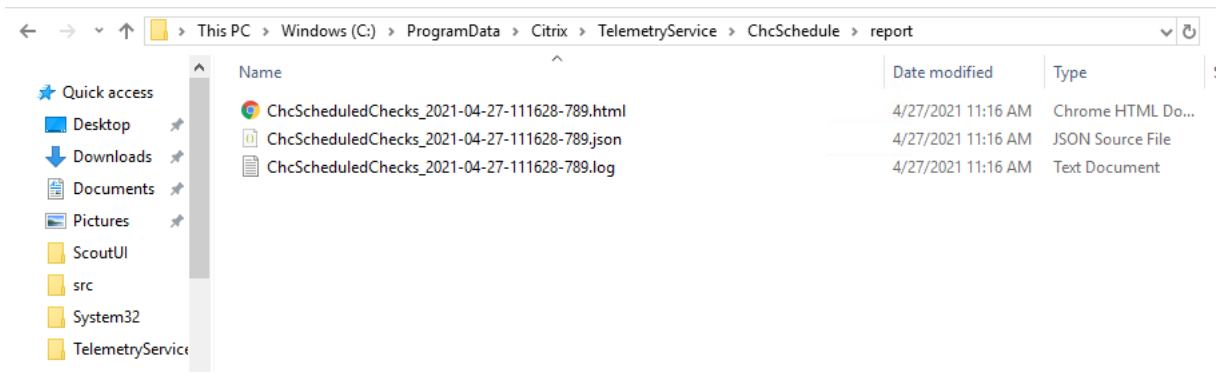 This PC > Windows (C:) > ProgramData > Citrix > TelemetryService > ChcSchedule > report
Name Date modified Type
Quick access
Desktop
Downloads
Documents
Pictures
ScoutUI
src
System32
TelemetryService
ChcScheduledChecks_2021-04-27-111628-789.html 4/27/2021 11:16 AM Chrome HTML Do...
ChcScheduledChecks_2021-04-27-111628-789.json 4/27/2021 11:16 AM JSON Source File
ChcScheduledChecks_2021-04-27-111628-789.log 4/27/2021 11:16 AM Text Document